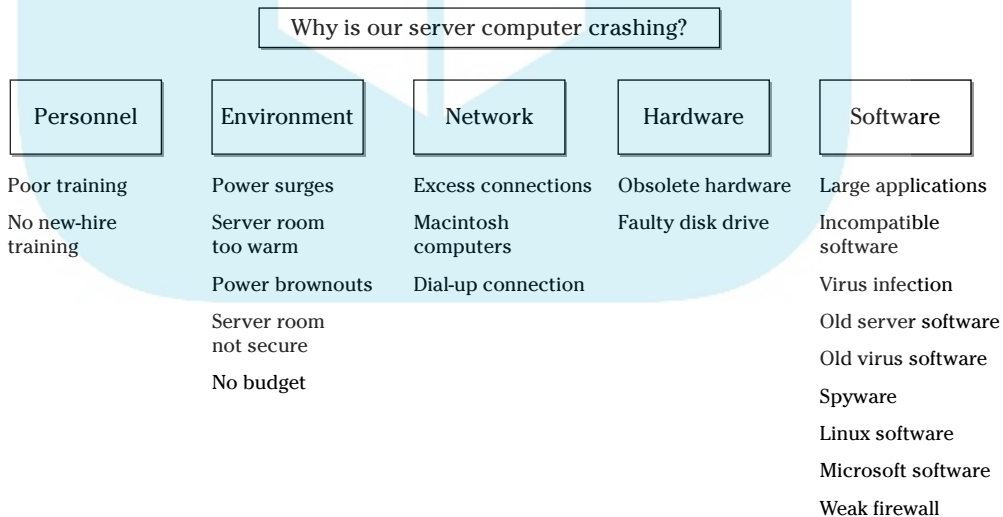 Why is our server computer crashing?
Personnel
Poor training
No new-hire
training
Environment
Power surges
Server room
too warm
Power brownouts
Server room
not secure
No budget
Network
Excess connections
Macintosh
computers
Dial-up connection
Hardware
Obsolete hardware
Faulty disk drive
Software
Large applications
Incompatible
software
Virus infection
Old server software
Old virus software
Spyware
Linux software
Microsoft software
Weak firewall